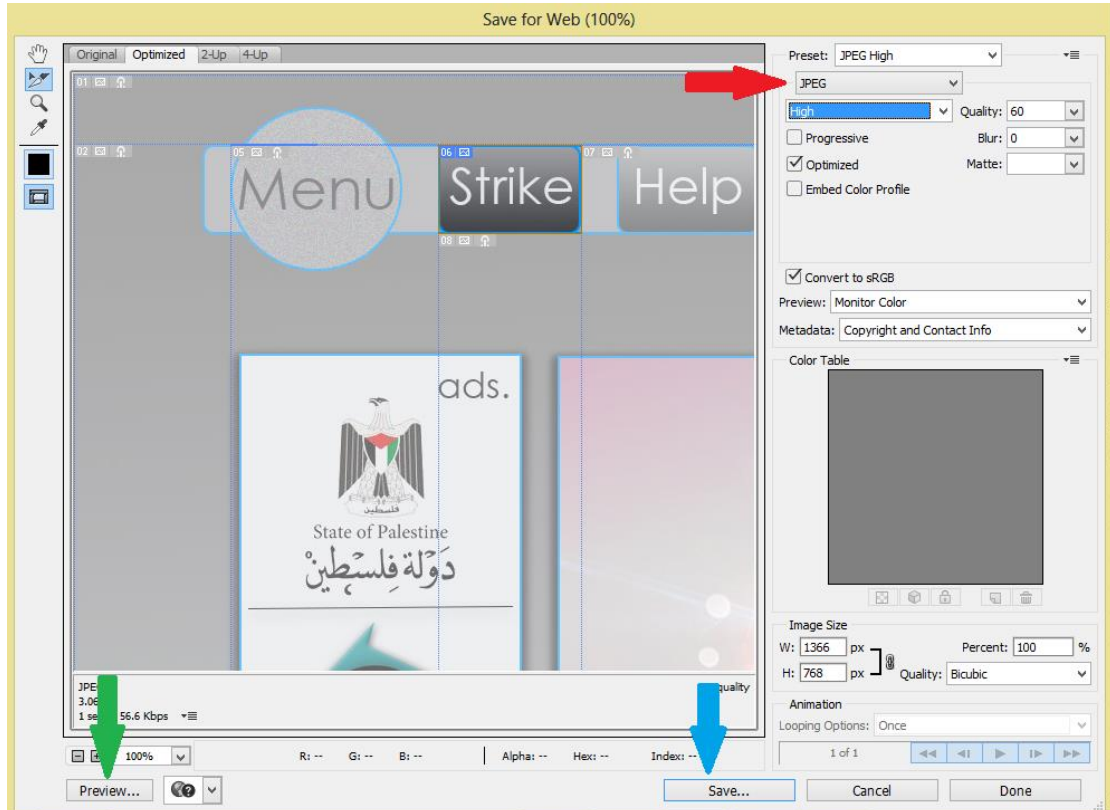 Save for Web (100%)
Original Optimized 2-Up 4-Up
Preset: JPEG High
JPEG
High Quality: 60
Progressive Blur: 0
Optimized Matte:
Embed Color Profile
Convert to sRGB
Preview: Monitor Color
Metadata: Copyright and Contact Info
Color Table
01
02 05 06 07
Menu Strike Help
08
ads.
فلسطين
State of Palestine
دَوْلَة فِلَسْطِينْ
Image Size
W: 1366 px Percent: 100 %
H: 768 px Quality: Bicubic
Animation
Looping Options: Once
1 of 1
quality
3.06
56.6 Kbps
100% R: -- G: -- B: -- Alpha: -- Hex: -- Index: --
Preview... Save... Cancel Done